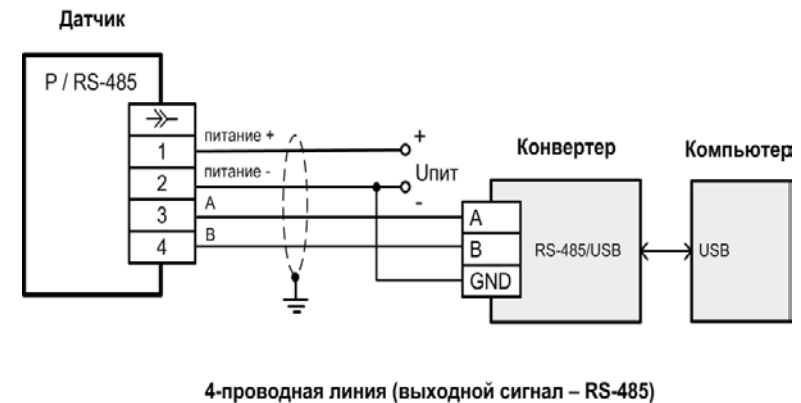 Датчик
P / RS-485
1
2
3
4
питание +
питание -
A
B
+
Uпит
-
Конвертер
A
B
GND
RS-485/USB
Компьютер
USB
4-проводная линия (выходной сигнал – RS-485)